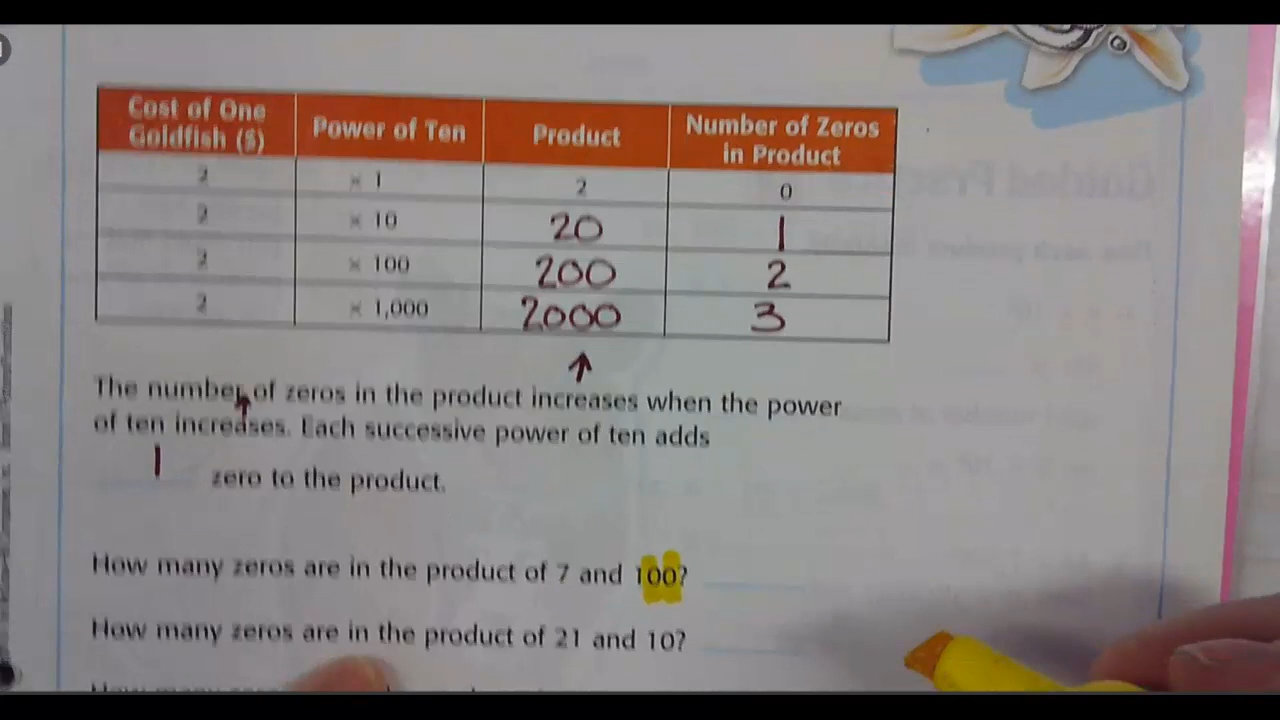 Cost of One Goldfish ($) Power of Ten Product Number of Zeros in Product
2 × 1 2 0
2 × 10 20 1
2 × 100 200 2
2 × 1,000 2000 3
The number of zeros in the product increases when the power
of ten increases. Each successive power of ten adds
1 zero to the product.
How many zeros are in the product of 7 and 100?
How many zeros are in the product of 21 and 10?